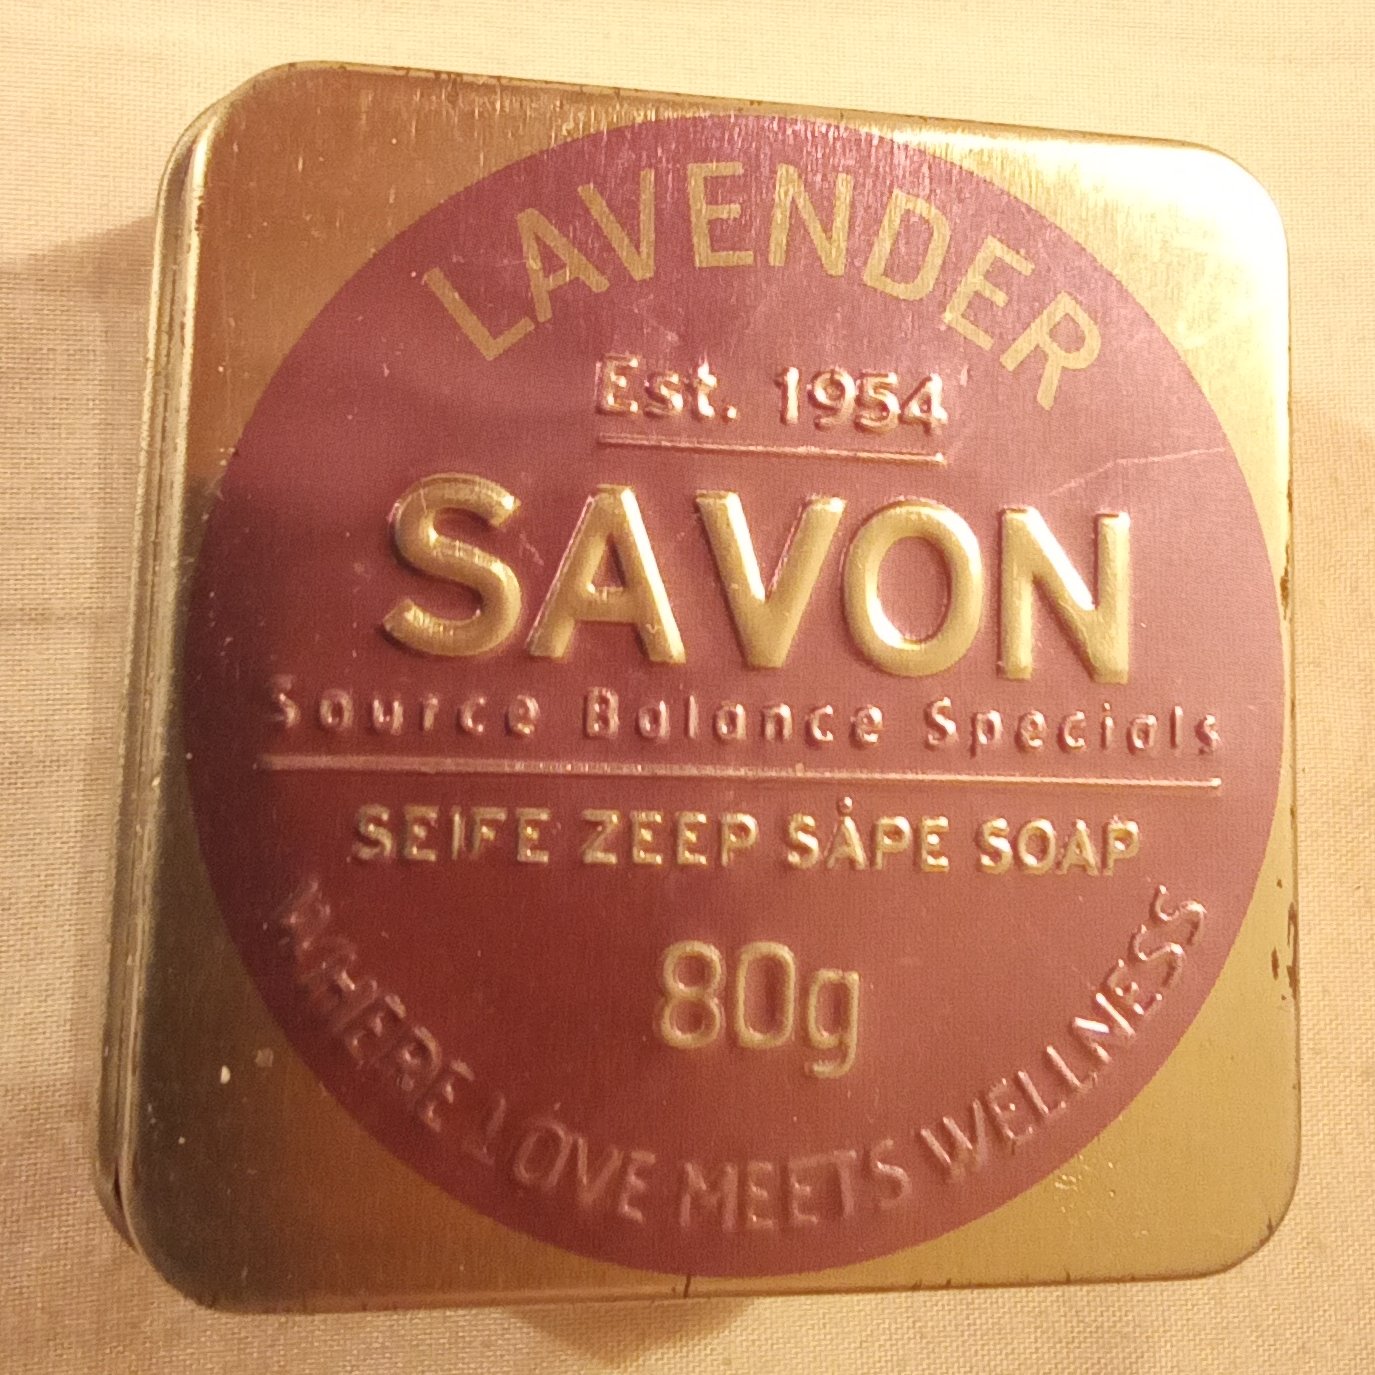 LAVENDER
Est. 1954
SAVON
Source Balance Specials
SEIFE ZEEP SÅPE SOAP
80g
WHERE LOVE MEETS WELLNESS